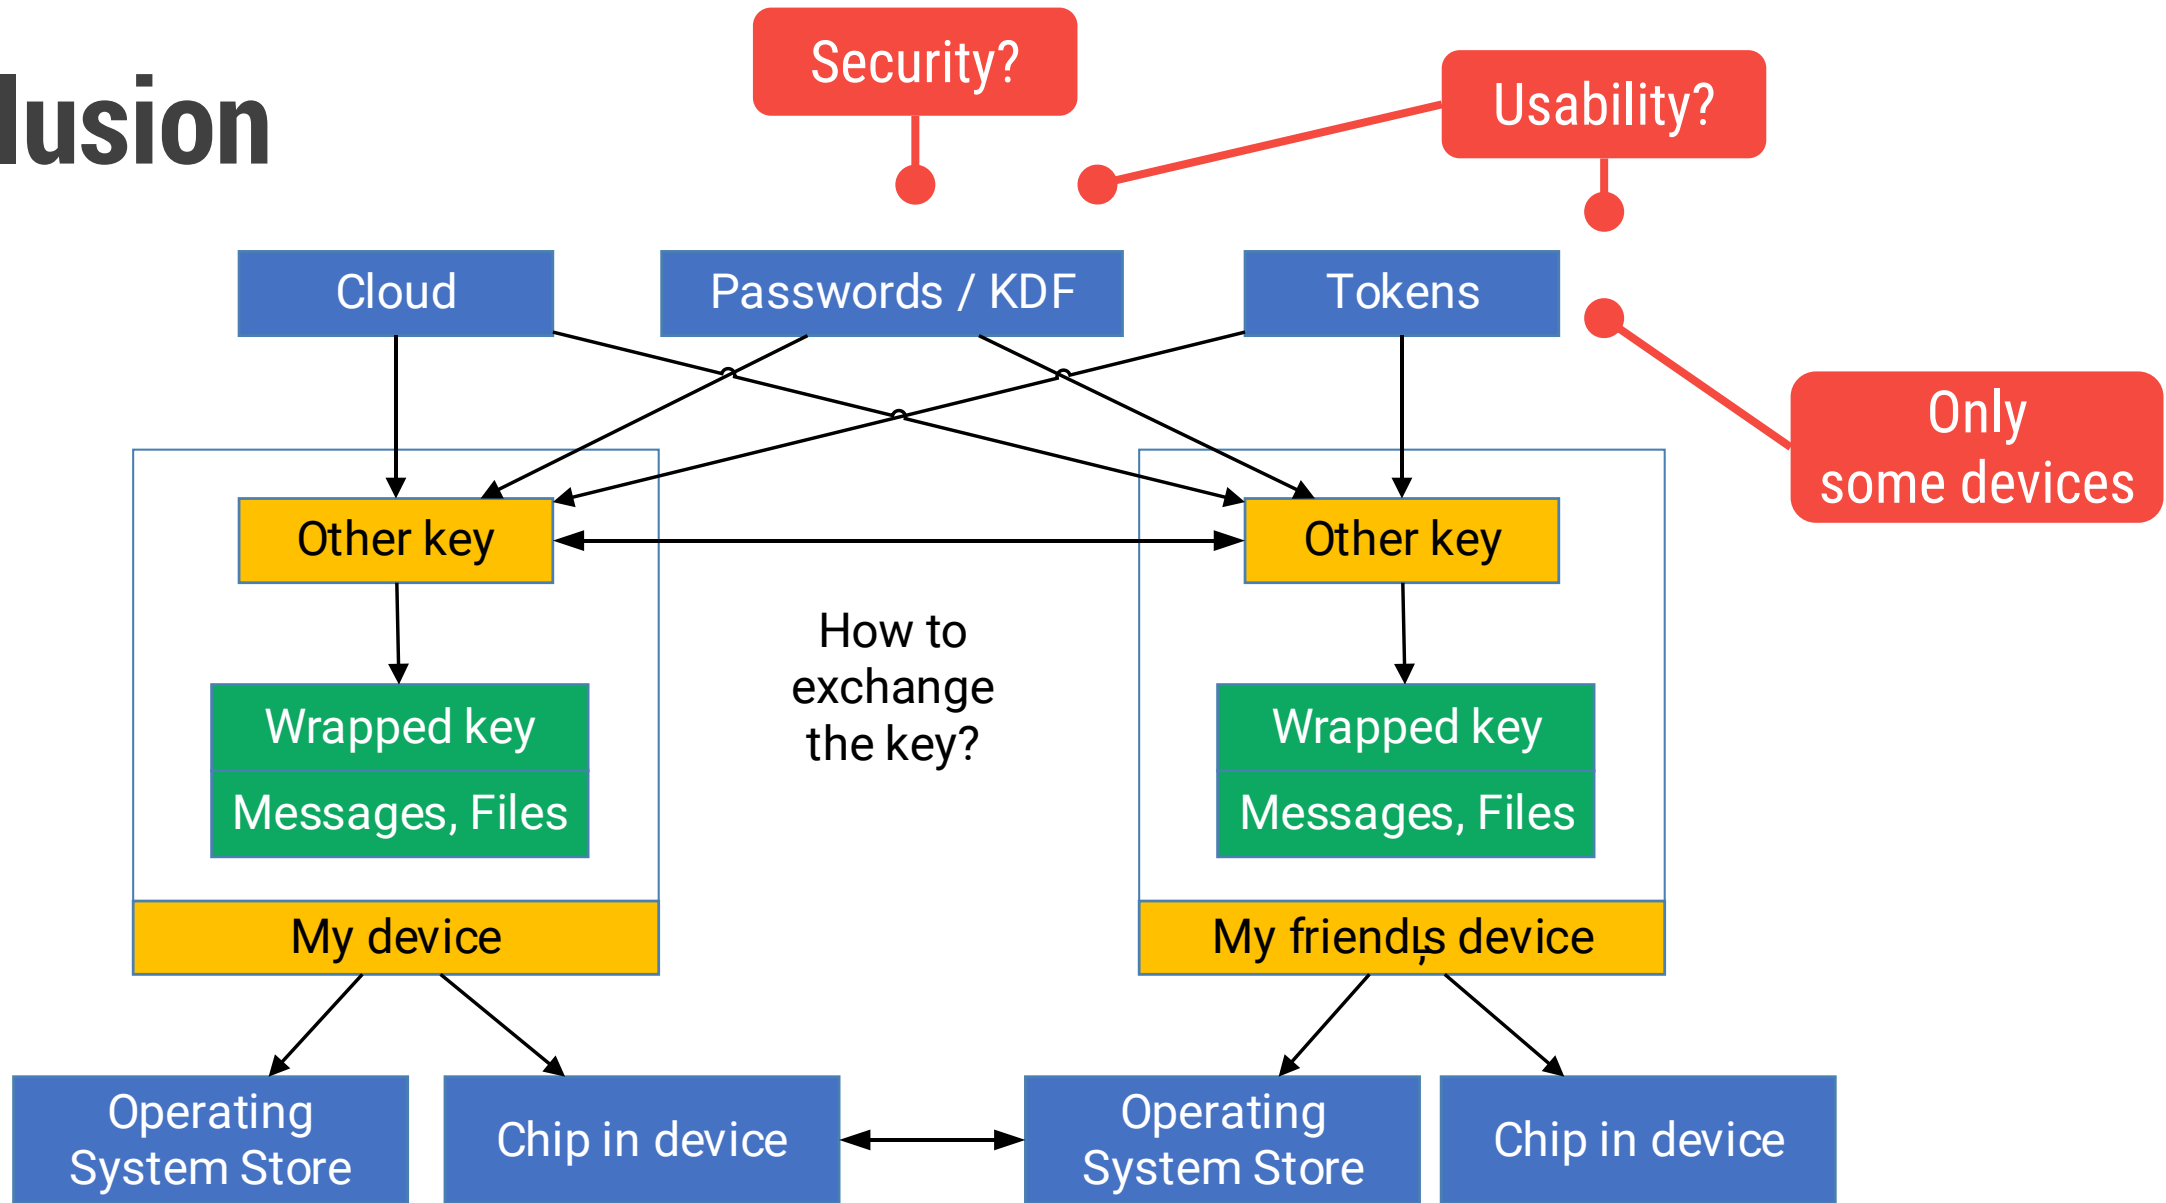 lusion
Security?
Usability?
Cloud
Passwords / KDF
Tokens
Only
some devices
Other key
Other key
How to
exchange
the key?
Wrapped key
Messages, Files
Wrapped key
Messages, Files
My device
My friend's device
Operating
System Store
Chip in device
Operating
System Store
Chip in device